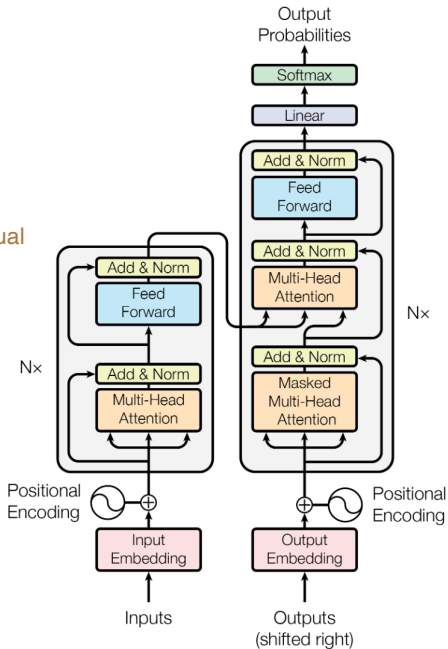 Output
Probabilities
Softmax
Linear
Add & Norm
Feed
Forward
Add & Norm
Multi-Head
Attention
Add & Norm
Masked
Multi-Head
Attention
N×
Positional
Encoding
Output
Embedding
Outputs
(shifted right)
ual
Add & Norm
Feed
Forward
Add & Norm
Multi-Head
Attention
N×
Positional
Encoding
Input
Embedding
Inputs